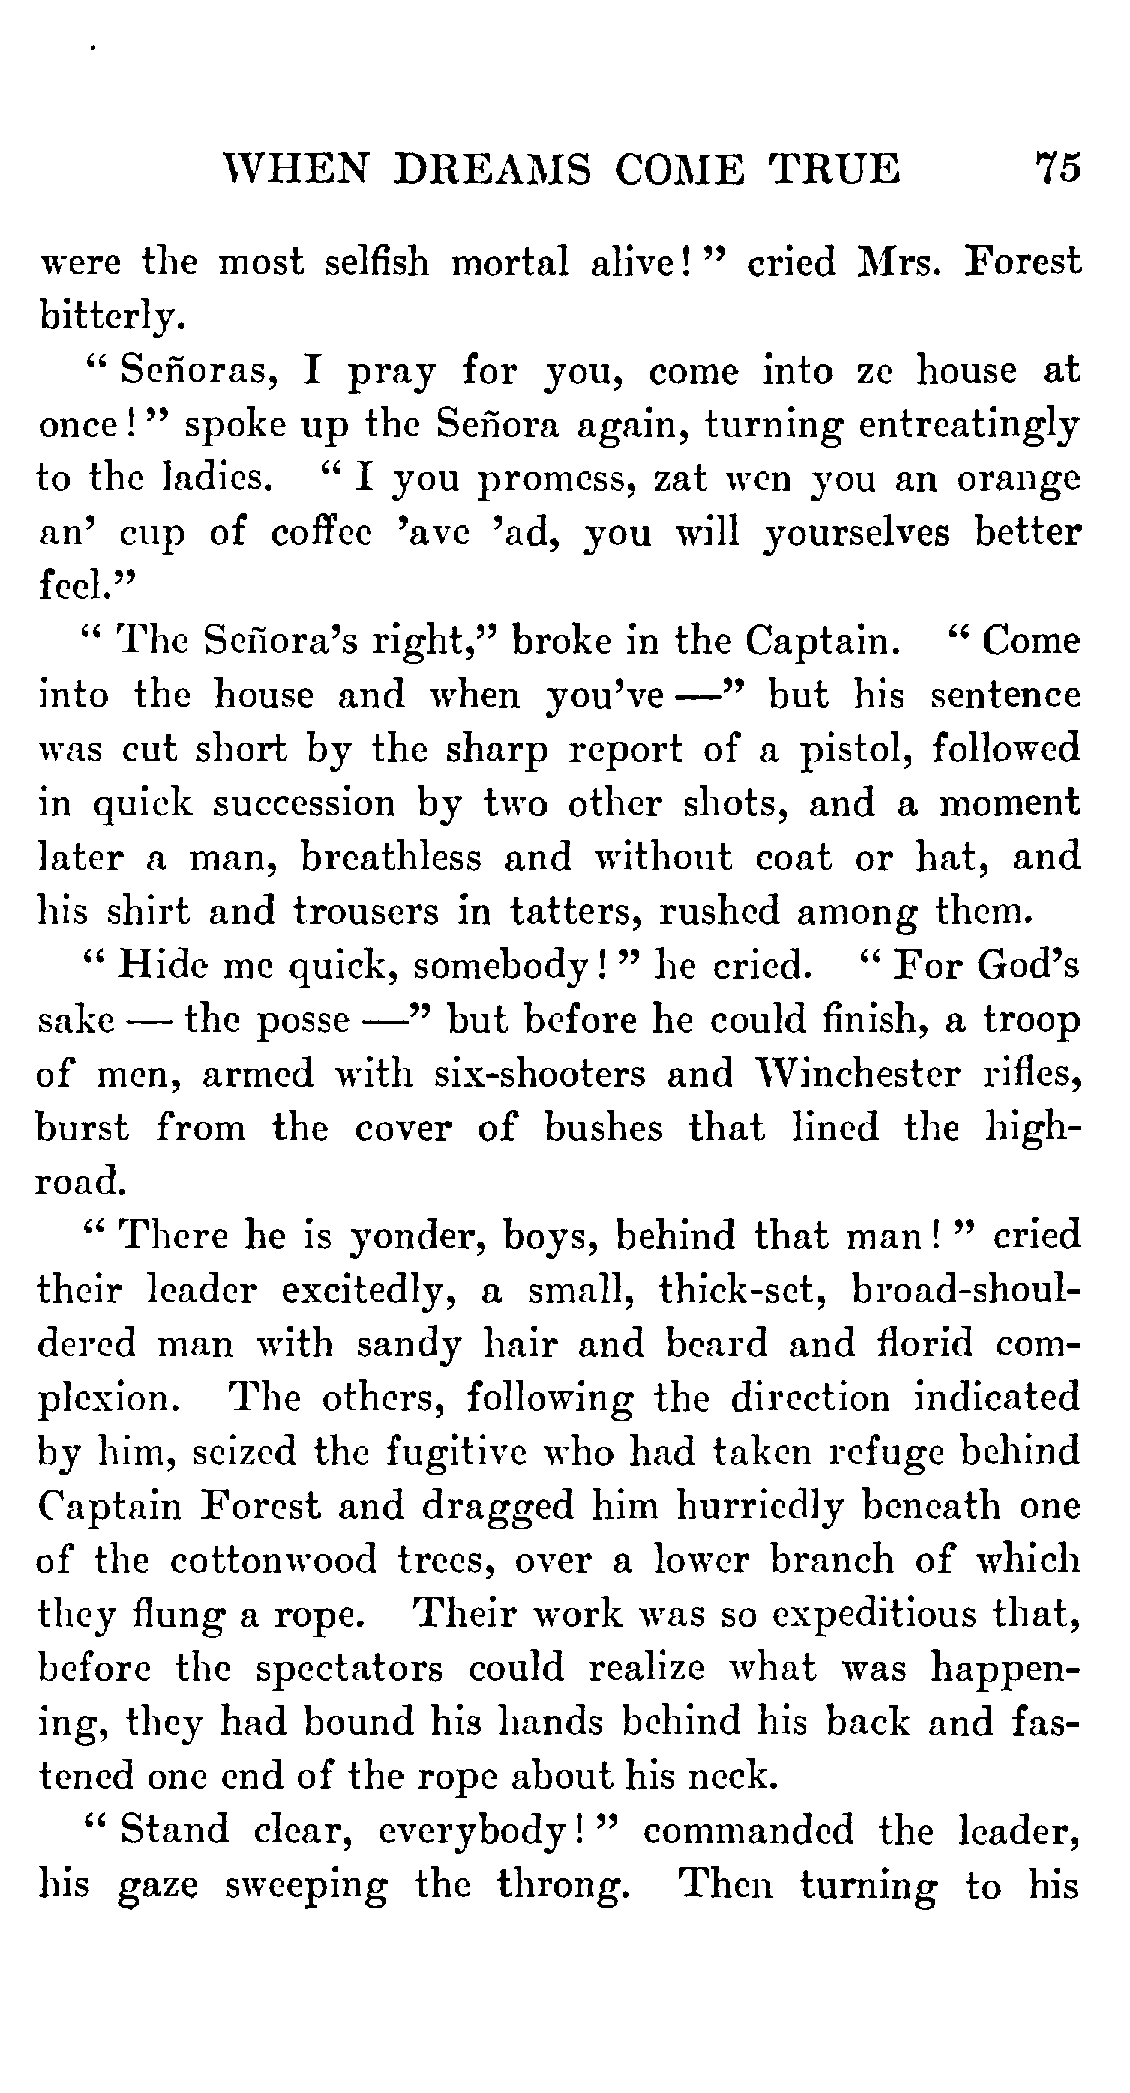 WHEN DREAMS COME TRUE 75
were the most selfish mortal alive! ” cried Mrs. Forest
bitterly.
“ Señoras, I pray for you, come into ze house at
once! ” spoke up the Señora again, turning entreatingly
to the ladies. “ I you promess, zat wen you an orange
an’ cup of coffee ’ave ’ad, you will yourselves better
feel.”
“ The Señora’s right,” broke in the Captain. “ Come
into the house and when you’ve —” but his sentence
was cut short by the sharp report of a pistol, followed
in quick succession by two other shots, and a moment
later a man, breathless and without coat or hat, and
his shirt and trousers in tatters, rushed among them.
“ Hide me quick, somebody! ” he cried. “ For God’s
sake — the posse —” but before he could finish, a troop
of men, armed with six-shooters and Winchester rifles,
burst from the cover of bushes that lined the high-
road.
“ There he is yonder, boys, behind that man! ” cried
their leader excitedly, a small, thick-set, broad-shoul-
dered man with sandy hair and beard and florid com-
plexion. The others, following the direction indicated
by him, seized the fugitive who had taken refuge behind
Captain Forest and dragged him hurriedly beneath one
of the cottonwood trees, over a lower branch of which
they flung a rope. Their work was so expeditious that,
before the spectators could realize what was happen-
ing, they had bound his hands behind his back and fas-
tened one end of the rope about his neck.
“ Stand clear, everybody! ” commanded the leader,
his gaze sweeping the throng. Then turning to his